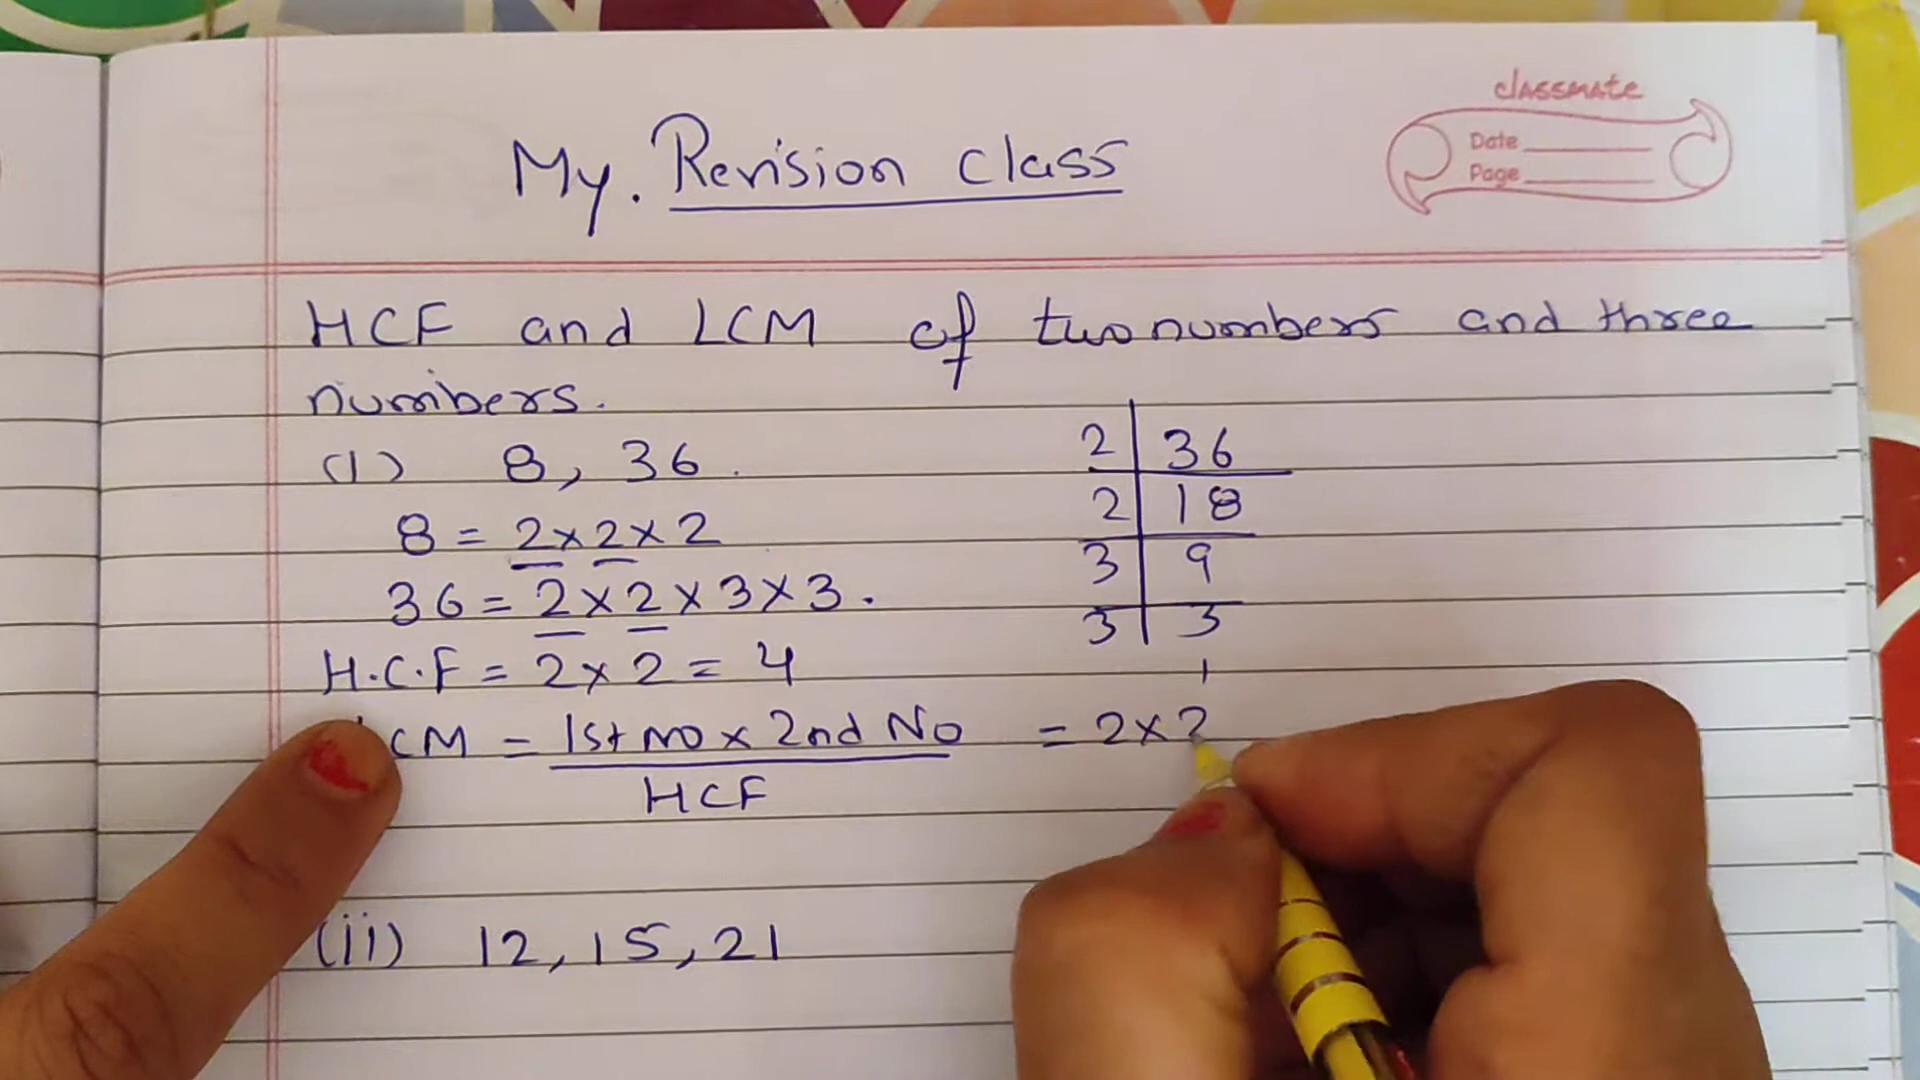 classmate
Date
Page
My. Revision class
HCF and LCM of two numbers and three
numbers.
(1) 8, 36.
8 = 2×2×2
36 = 2×2×3×3.
H.C.F = 2×2 = 4
CM = 1st no × 2nd No = 2×2
HCF
2 36
2 18
3 9
3 3
1
(ii) 12, 15, 21